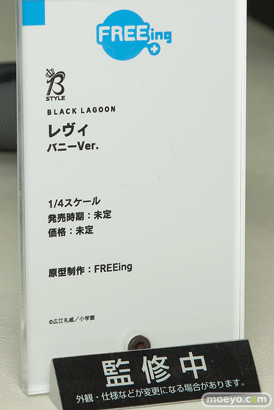 FREEing
B
STYLE
BLACK LAGOON
レヴィ
バニーVer.
1/4スケール
発売時期：未定
価格：未定
原型制作：FREEing
©広江礼威／小学館
監修中
外観・仕様などが変更になる場合があります。
moeyo.com